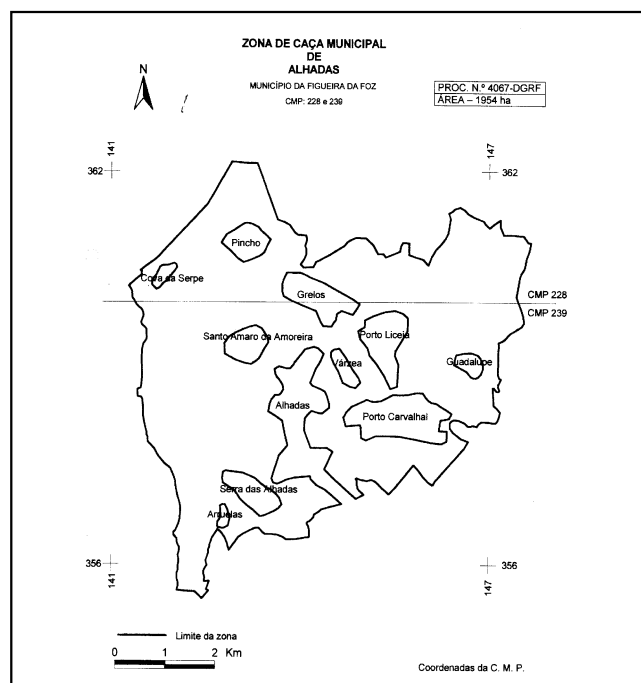 ZONA DE CAÇA MUNICIPAL
DE
ALHADAS
MUNICÍPIO DA FIGUEIRA DA FOZ
CMP: 228 e 239
N
PROC. N.º 4067-DGRF
ÁREA – 1954 ha
141
147
362
362
Pincho
Cova da Serpe
Grelos
CMP 228
CMP 239
Santo Amaro da Amoreira
Porto Liceia
Várzea
Guadalupe
Alhadas
Porto Carvalhal
Serra das Alhadas
356
356
141
147
Limite da zona
0 1 2 Km
Coordenadas da C. M. P.